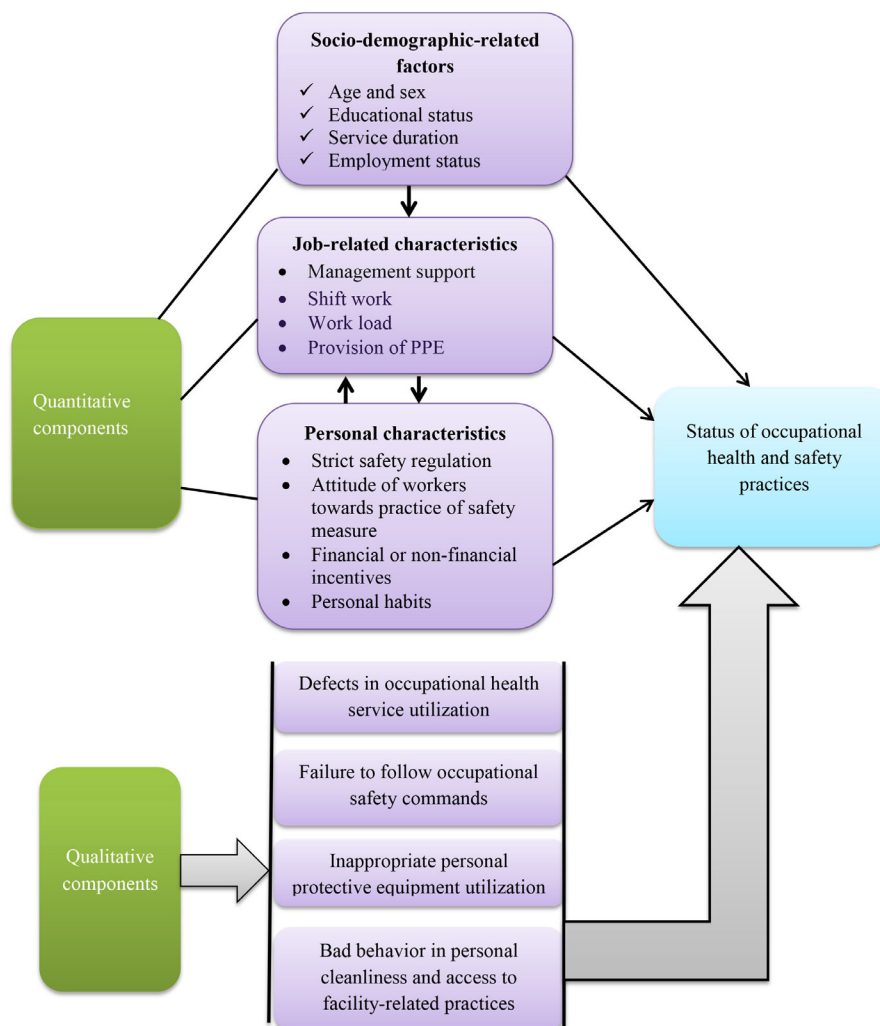 Socio-demographic-related
factors
✓ Age and sex
✓ Educational status
✓ Service duration
✓ Employment status
Job-related characteristics
• Management support
• Shift work
• Work load
• Provision of PPE
Quantitative
components
Personal characteristics
• Strict safety regulation
• Attitude of workers
towards practice of safety
measure
• Financial or non-financial
incentives
• Personal habits
Status of occupational
health and safety
practices
Defects in occupational health
service utilization
Failure to follow occupational
safety commands
Qualitative
components
Inappropriate personal
protective equipment utilization
Bad behavior in personal
cleanliness and access to
facility-related practices